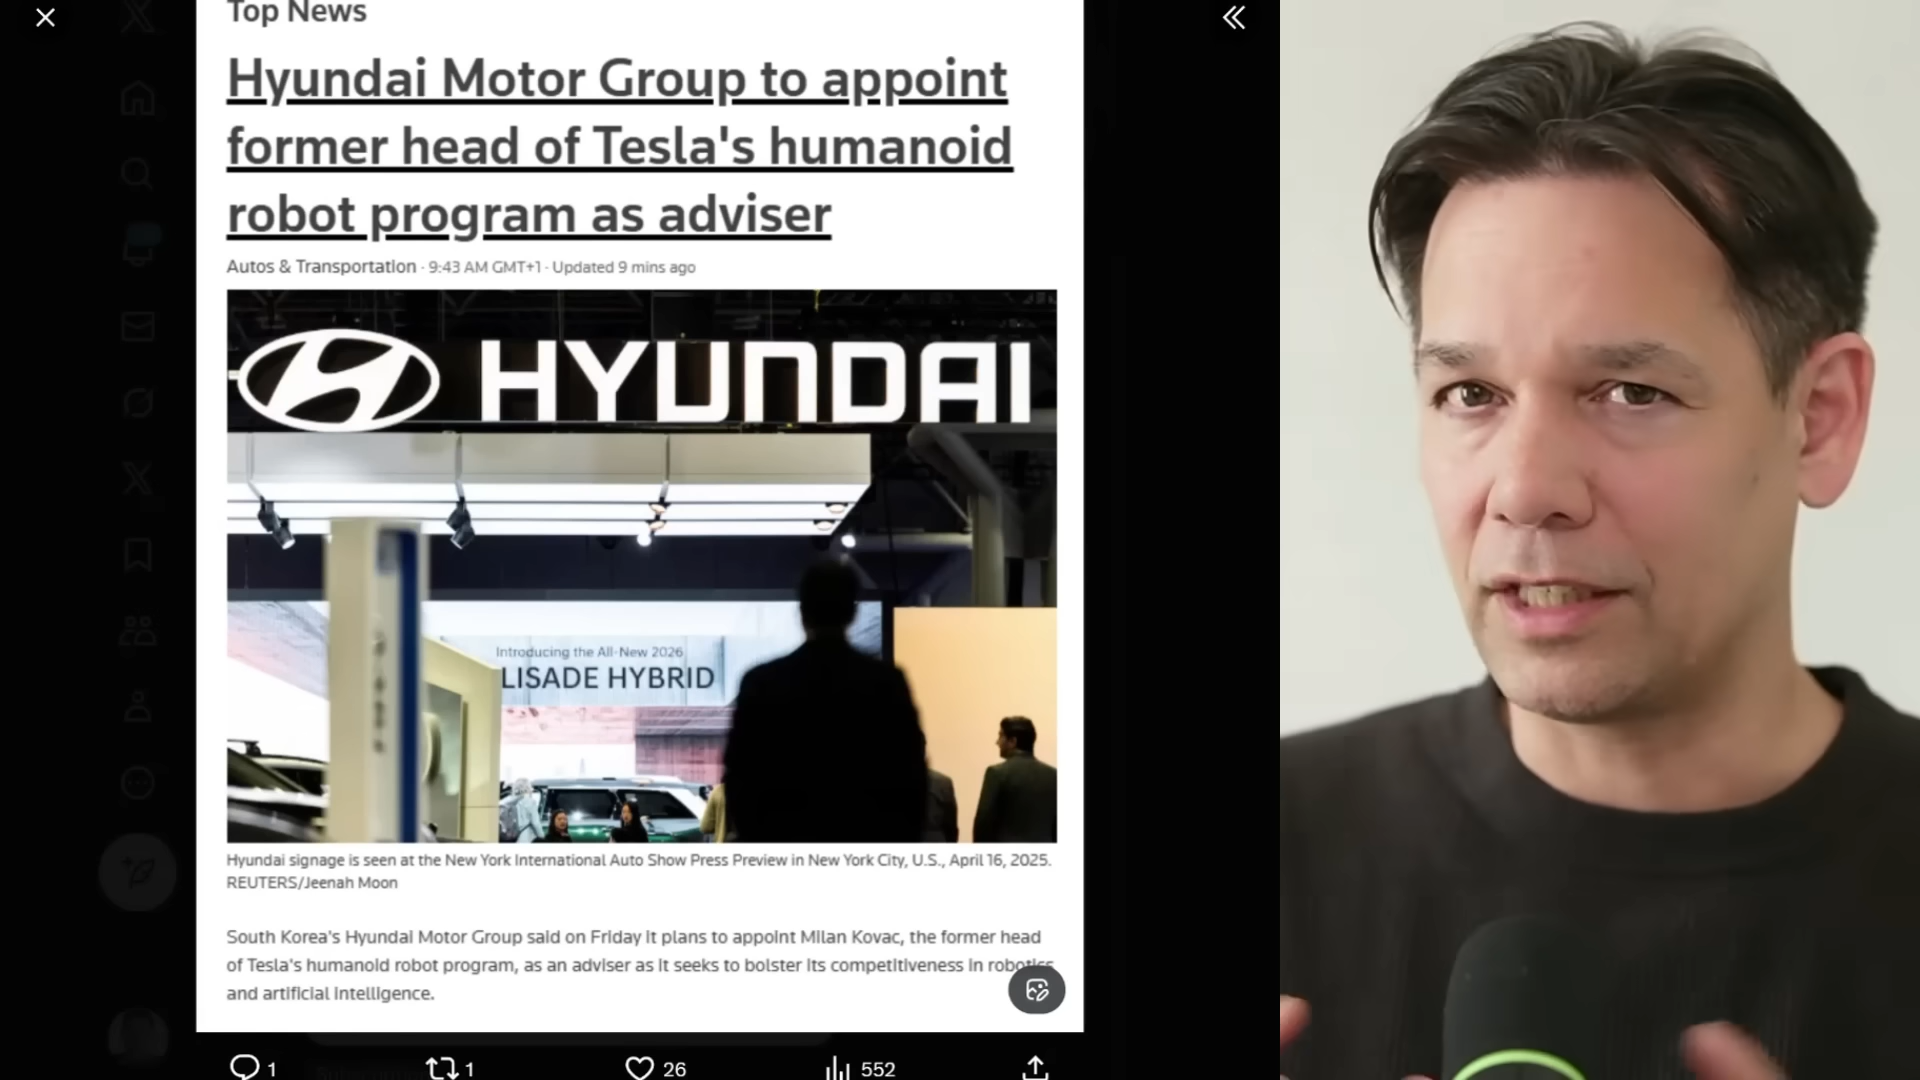 Top News
Hyundai Motor Group to appoint
former head of Tesla's humanoid
robot program as adviser
Autos & Transportation · 9:43 AM GMT+1 · Updated 9 mins ago
HYUNDAI
Introducing the All-New 2026
LISADE HYBRID
Hyundai signage is seen at the New York International Auto Show Press Preview in New York City, U.S., April 16, 2025.
REUTERS/Jeenah Moon
South Korea's Hyundai Motor Group said on Friday it plans to appoint Milan Kovac, the former head
of Tesla's humanoid robot program, as an adviser as it seeks to bolster its competitiveness in robotics
and artificial intelligence.
1 1 26 552